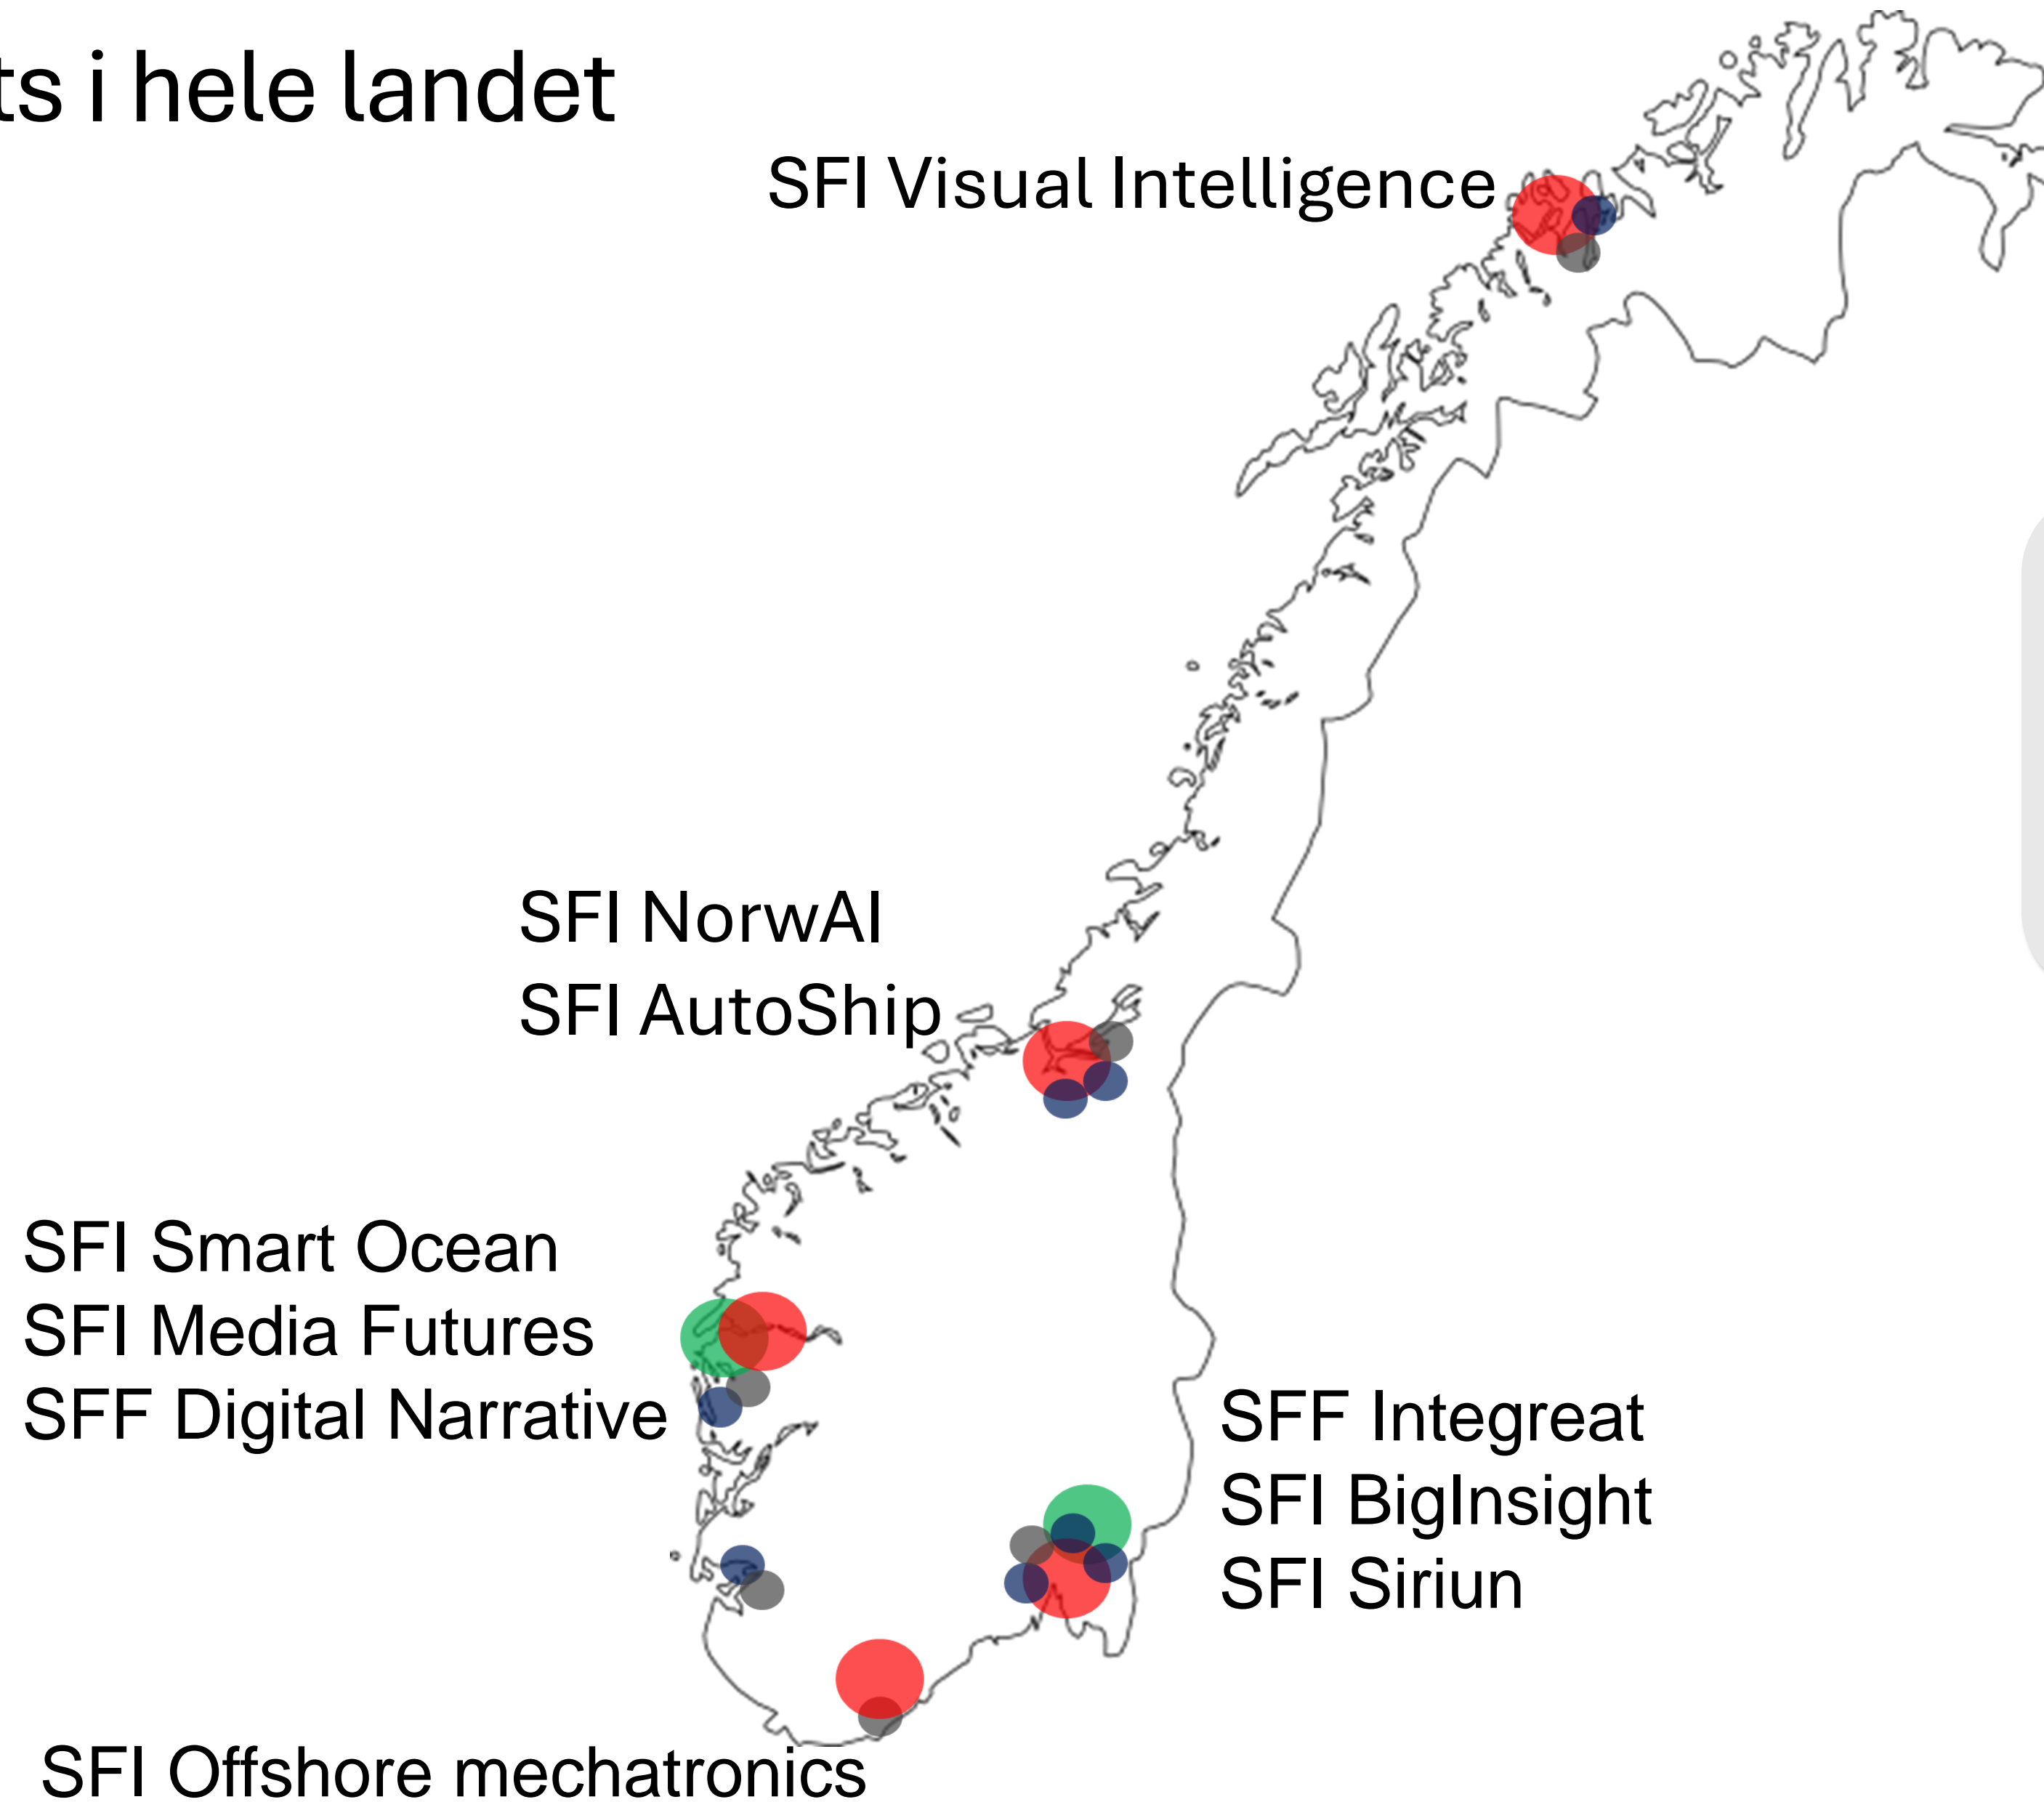 ts i hele landet
SFI Visual Intelligence
SFI NorwAI
SFI AutoShip
SFI Smart Ocean
SFI Media Futures
SFF Digital Narrative
SFF Integreat
SFI BigInsight
SFI Siriun
SFI Offshore mechatronics